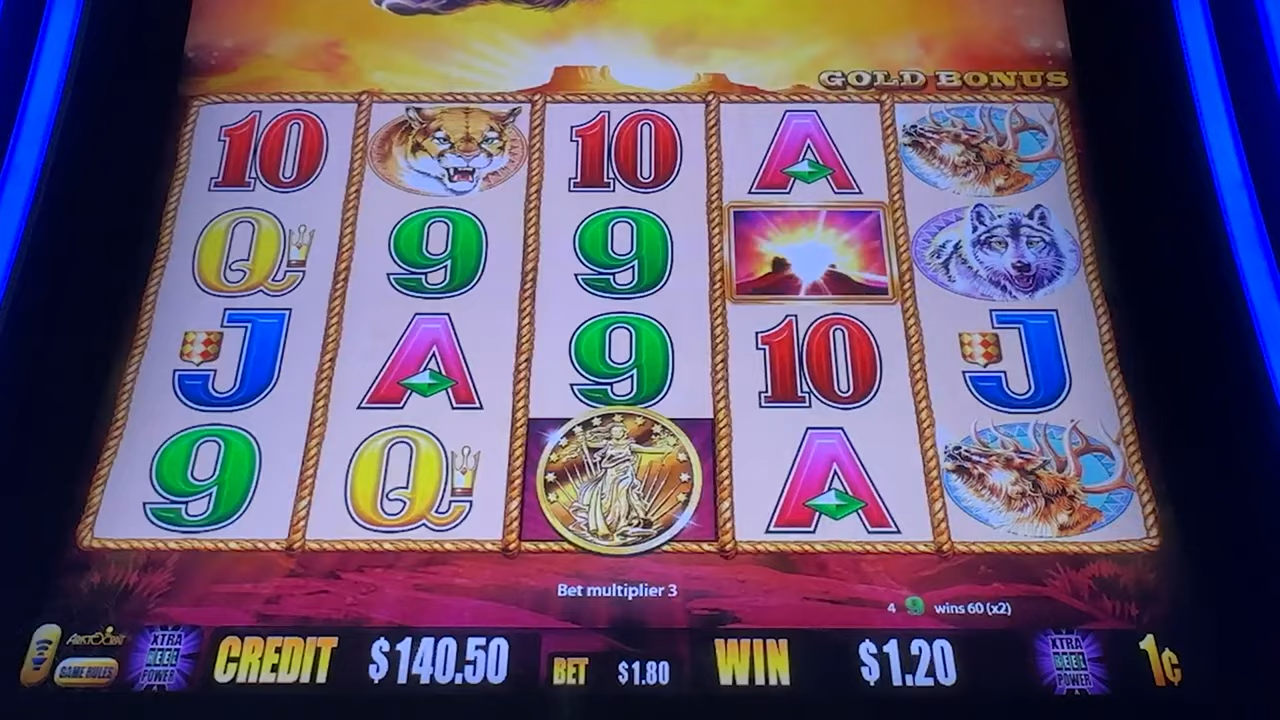 GOLD BONUS
10 10 A
Q 9 9
J A 9 10 J
9 Q A
Bet multiplier 3
4 9 wins 60 (x2)
ARISTOCRAT
GAME RULES
XTRA
REEL
POWER
CREDIT $140.50 BET $1.80 WIN $1.20
XTRA
REEL
POWER
1¢